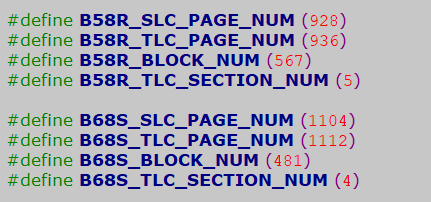 #define B58R_SLC_PAGE_NUM (928)
#define B58R_TLC_PAGE_NUM (936)
#define B58R_BLOCK_NUM (567)
#define B58R_TLC_SECTION_NUM (5)
#define B68S_SLC_PAGE_NUM (1104)
#define B68S_TLC_PAGE_NUM (1112)
#define B68S_BLOCK_NUM (481)
#define B68S_TLC_SECTION_NUM (4)